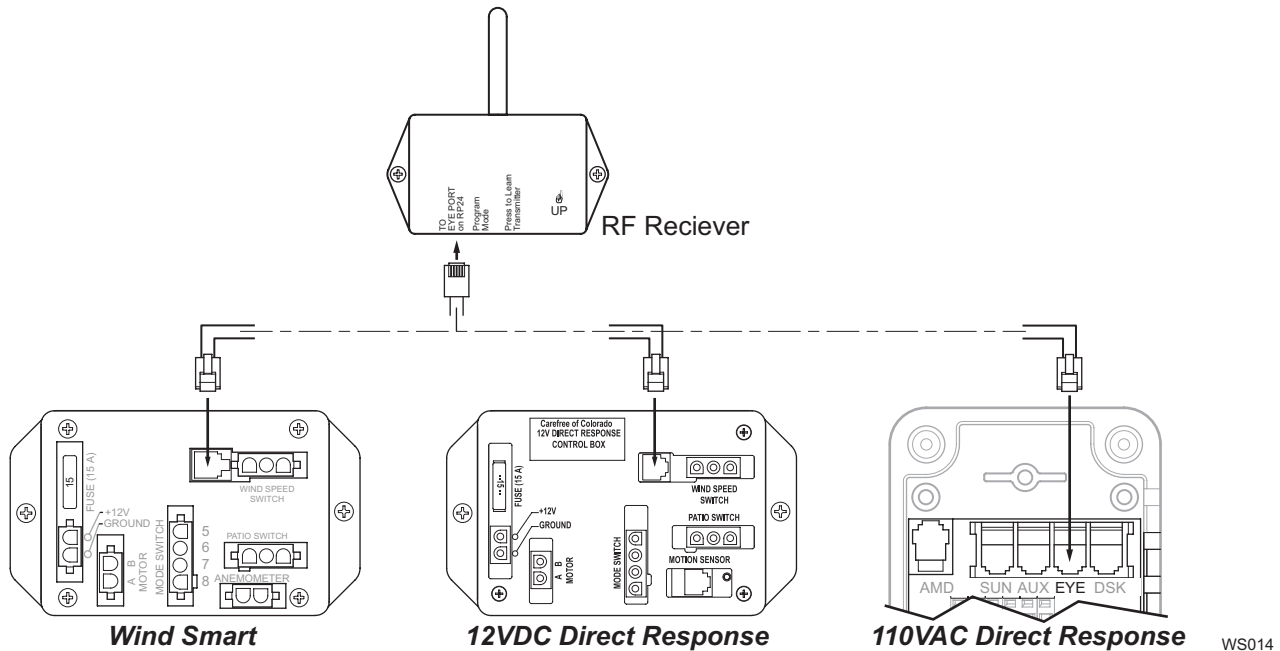 TO
EYE PORT
on RP24
Program
Mode
Press to Learn
Transmitter
UP
RF Reciever
15
FUSE (15 A)
+12V
GROUND
A B
MOTOR
MODE SWITCH
5
6
7
8
WIND SPEED
SWITCH
PATIO SWITCH
ANEMOMETER
Wind Smart
Carefree of Colorado
12V DIRECT RESPONSE
CONTROL BOX
15
FUSE (15 A)
+12V
GROUND
A B
MOTOR
MODE SWITCH
WIND SPEED
SWITCH
PATIO SWITCH
MOTION SENSOR
12VDC Direct Response
AMD SUN AUX EYE DSK
110VAC Direct Response
WS014